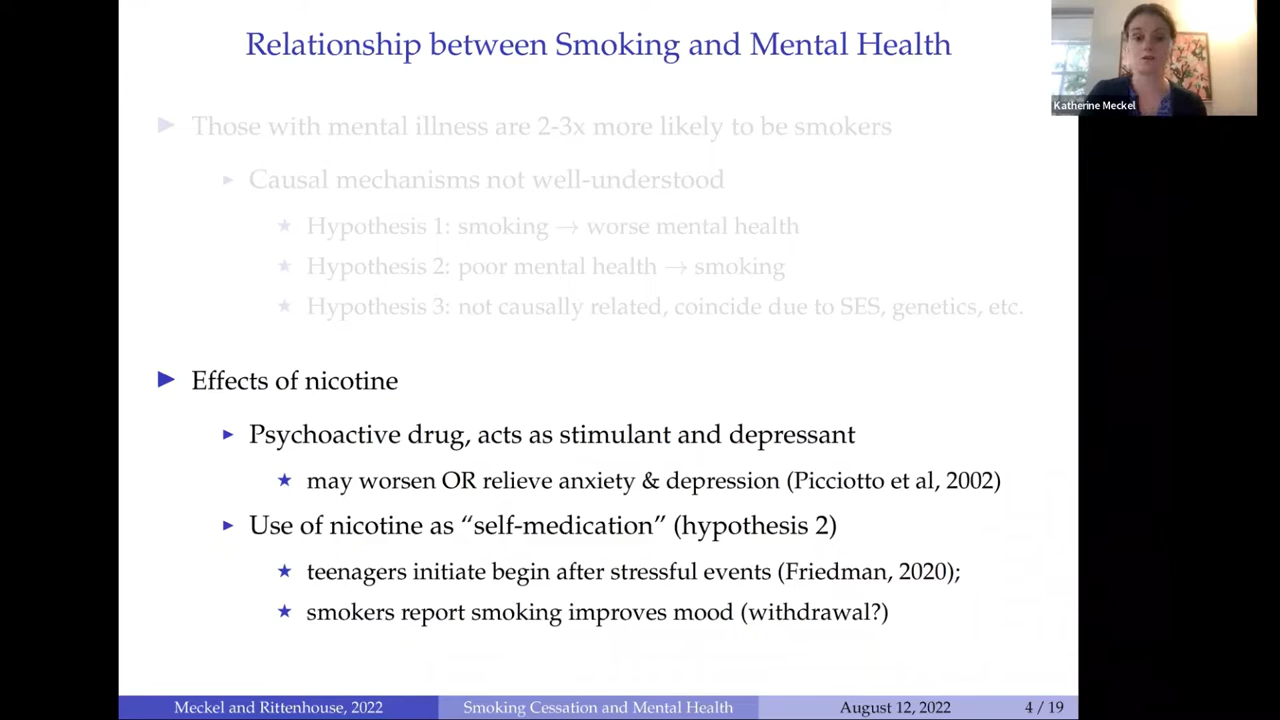 Relationship between Smoking and Mental Health
Katherine Meckel
Those with mental illness are 2-3x more likely to be smokers
Causal mechanisms not well-understood
Hypothesis 1: smoking → worse mental health
Hypothesis 2: poor mental health → smoking
Hypothesis 3: not causally related, coincide due to SES, genetics, etc.
Effects of nicotine
Psychoactive drug, acts as stimulant and depressant
may worsen OR relieve anxiety & depression (Picciotto et al, 2002)
Use of nicotine as “self-medication” (hypothesis 2)
teenagers initiate begin after stressful events (Friedman, 2020);
smokers report smoking improves mood (withdrawal?)
Meckel and Rittenhouse, 2022 Smoking Cessation and Mental Health August 12, 2022 4 / 19